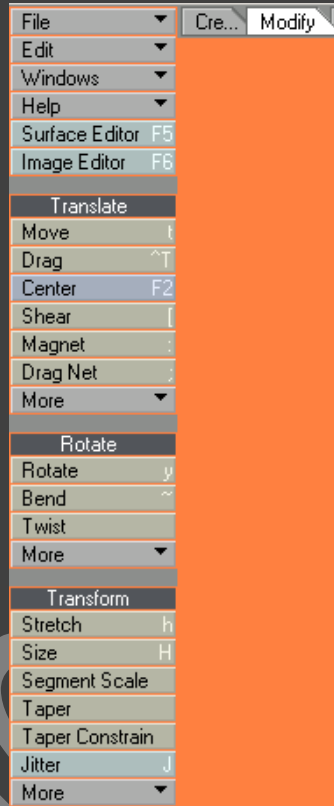 File
Cre...
Modify
Edit
Windows
Help
Surface Editor F5
Image Editor F6
Translate
Move t
Drag ^T
Center F2
Shear [
Magnet :
Drag Net ;
More
Rotate
Rotate y
Bend ~
Twist
More
Transform
Stretch h
Size H
Segment Scale
Taper
Taper Constrain
Jitter J
More